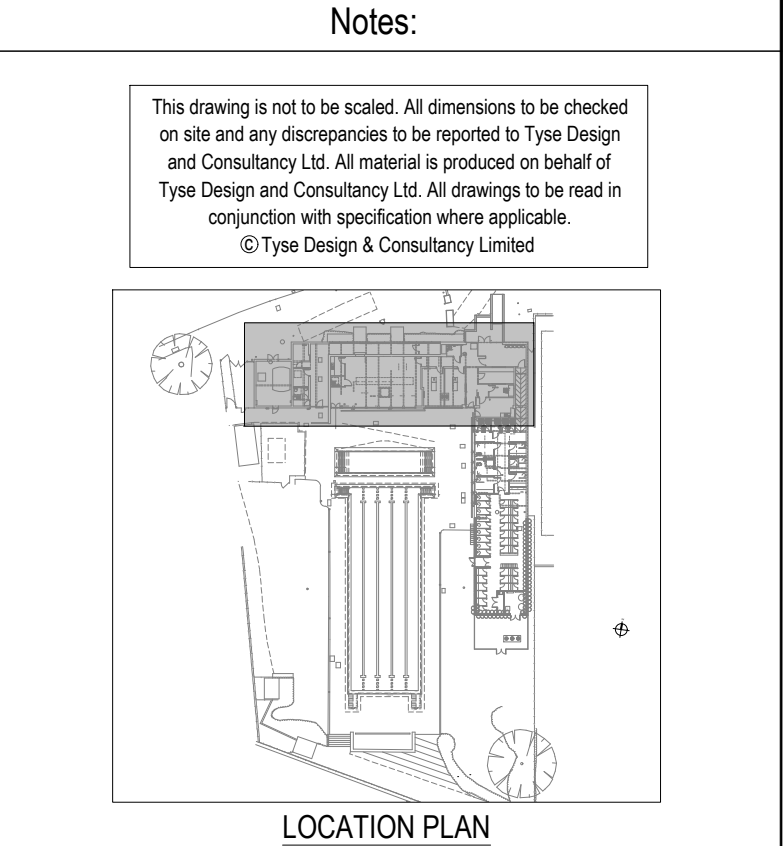 Notes:
This drawing is not to be scaled. All dimensions to be checked
on site and any discrepancies to be reported to Tyse Design
and Consultancy Ltd. All material is produced on behalf of
Tyse Design and Consultancy Ltd. All drawings to be read in
conjunction with specification where applicable.
© Tyse Design & Consultancy Limited
LOCATION PLAN